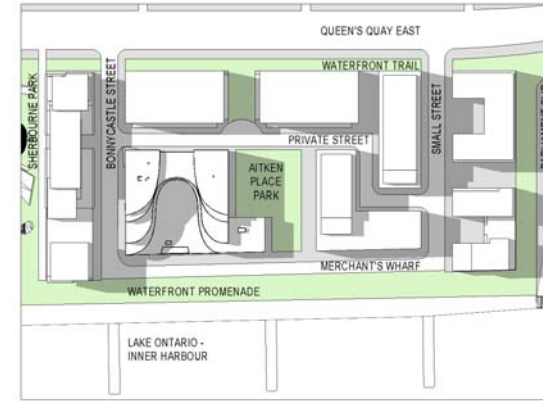 QUEEN'S QUAY EAST
WATERFRONT TRAIL
SHERBOURNE PARK
BONNYCASTLE STREET
SMALL STREET
PRIVATE STREET
AITKEN
PLACE
PARK
MERCHANT'S WHARF
WATERFRONT PROMENADE
LAKE ONTARIO -
INNER HARBOUR